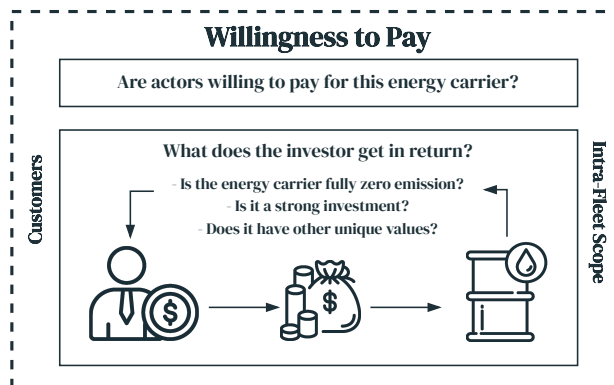 Willingness to Pay
Are actors willing to pay for this energy carrier?
Customers
What does the investor get in return?
- Is the energy carrier fully zero emission?
- Is it a strong investment?
- Does it have other unique values?
Intra-Fleet Scope
$
$